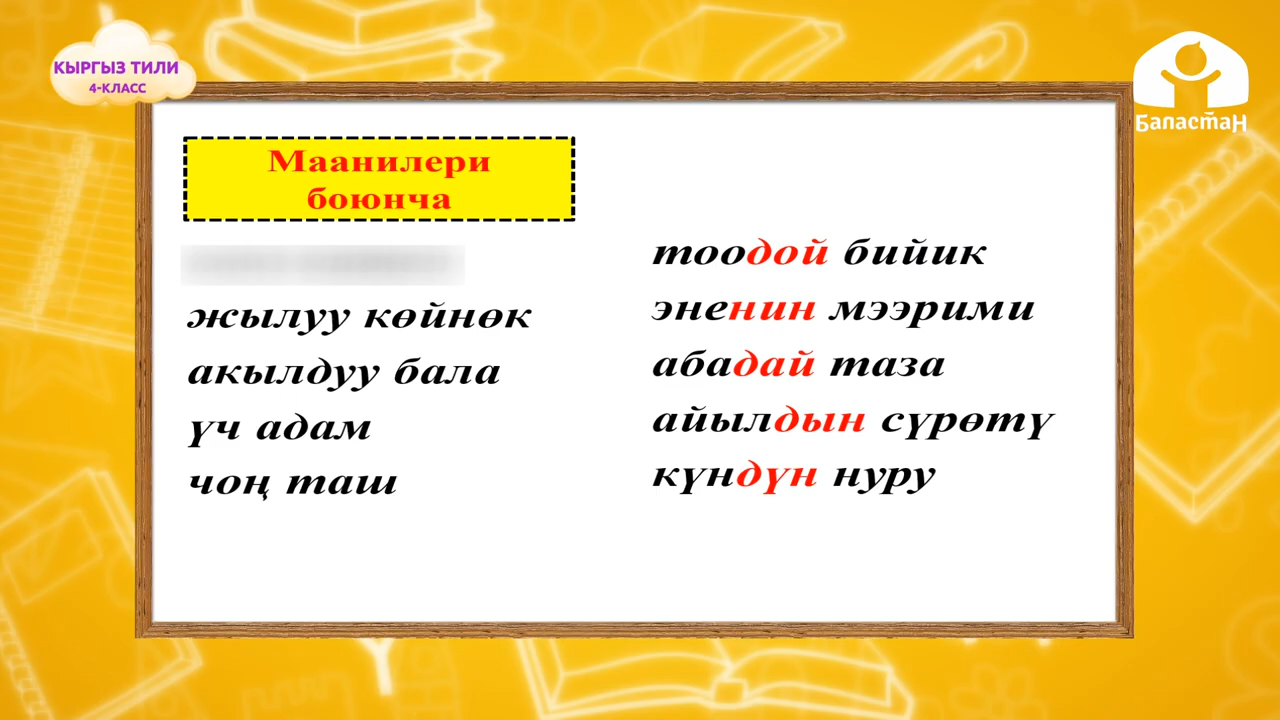 КЫРГЫЗ ТИЛИ
4-КЛАСС
Баластан
Маанилери
боюнча
жылуу көйнөк
акылдуу бала
үч адам
чоң таш
тоодой бийик
эненин мээрими
абадай таза
айылдын сүрөтү
күндүн нуру